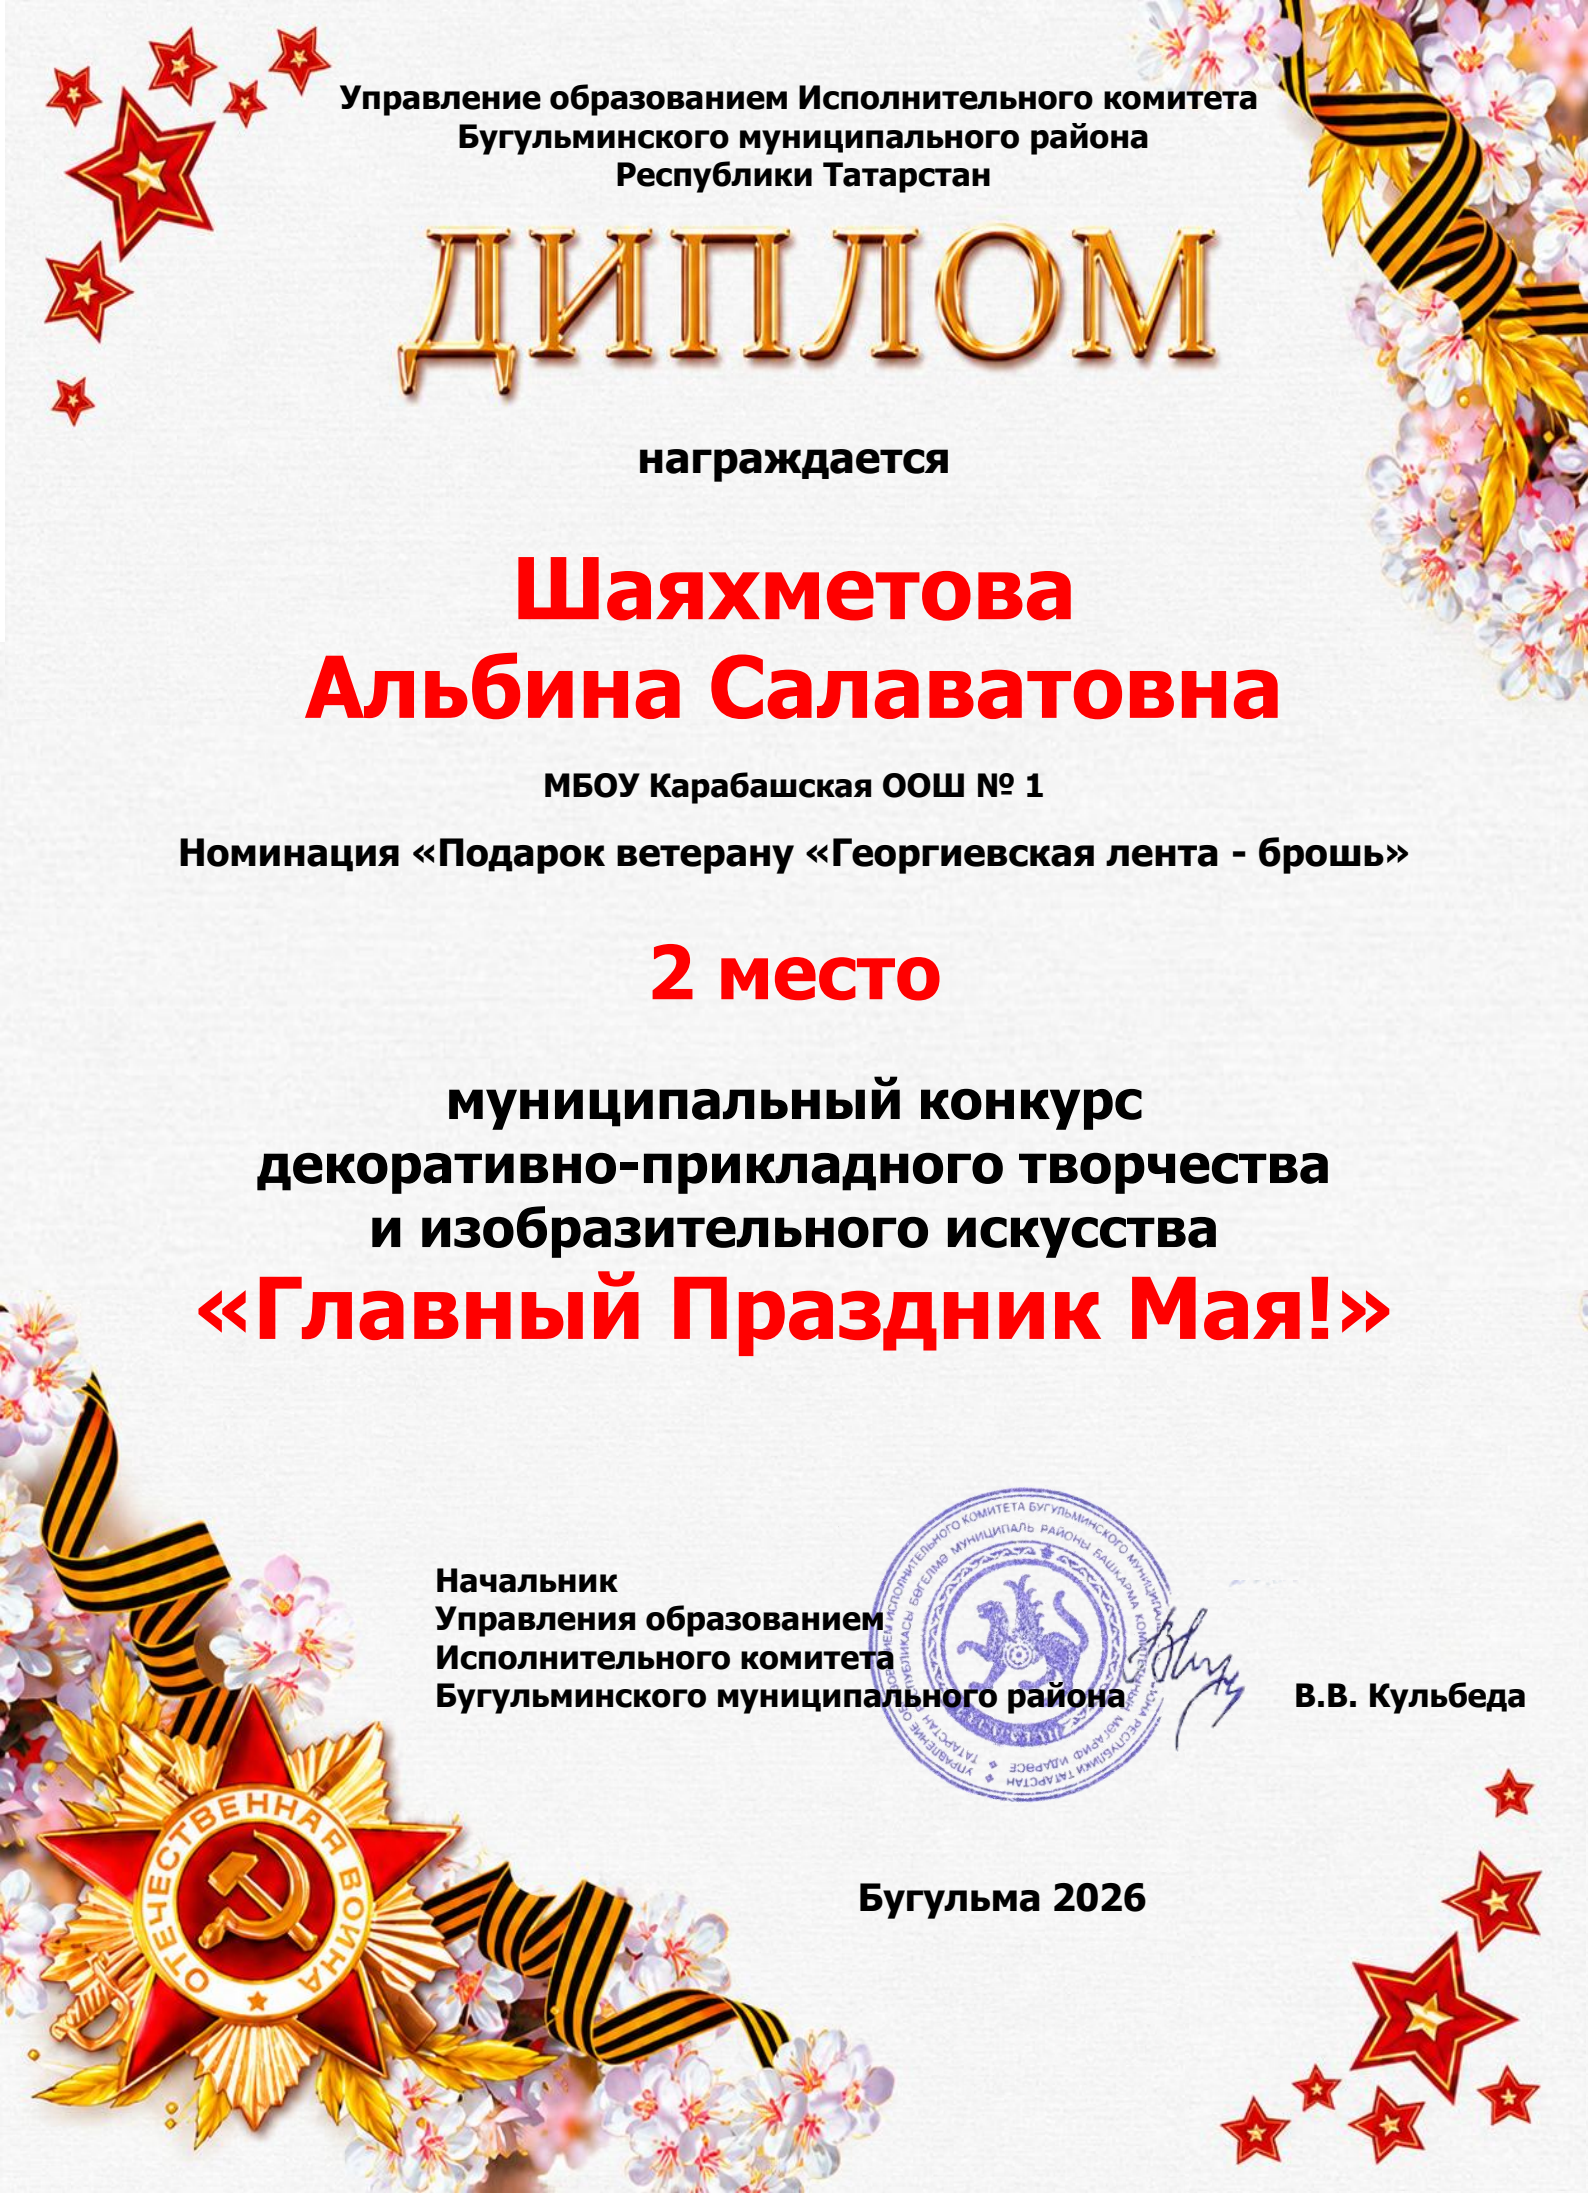 Управление образованием Исполнительного комитета
Бугульминского муниципального района
Республики Татарстан
ДИПЛОМ
награждается
Шаяхметова
Альбина Салаватовна
МБОУ Карабашская ООШ № 1
Номинация «Подарок ветерану «Георгиевская лента - брошь»
2 место
муниципальный конкурс
декоративно-прикладного творчества
и изобразительного искусства
«Главный Праздник Мая!»
Начальник
Управления образованием
Исполнительного комитета
Бугульминского муниципального района В.В. Кульбеда
Бугульма 2026
ОТЕЧЕСТВЕННАЯ ВОЙНА